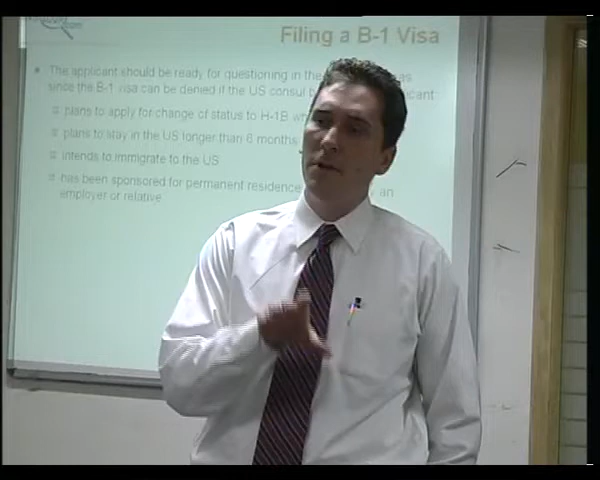 Filing a B-1 Visa
The applicant should be ready for questioning in the
since the B-1 visa can be denied if the US consul
plans to apply for change of status to H-1B
plans to stay in the US longer than 6 months
intends to immigrate to the US
has been sponsored for permanent residence by an
employer or relative